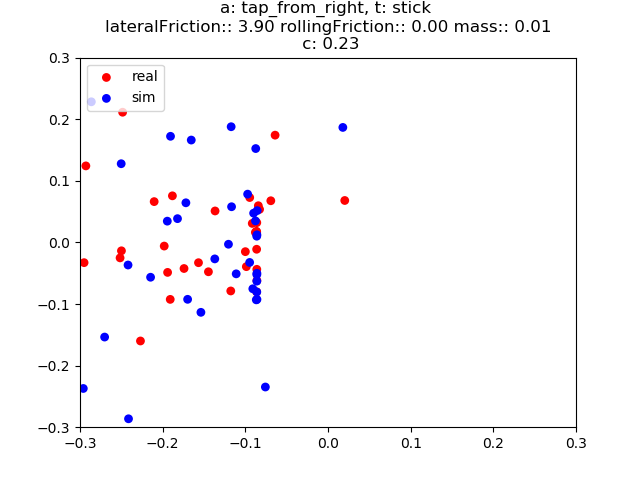 a: tap_from_right, t: stick
lateralFriction:: 3.90 rollingFriction:: 0.00 mass:: 0.01
c: 0.23
real
sim
0.3
0.2
0.1
0.0
−0.1
−0.2
−0.3
−0.3
−0.2
−0.1
0.0
0.1
0.2
0.3